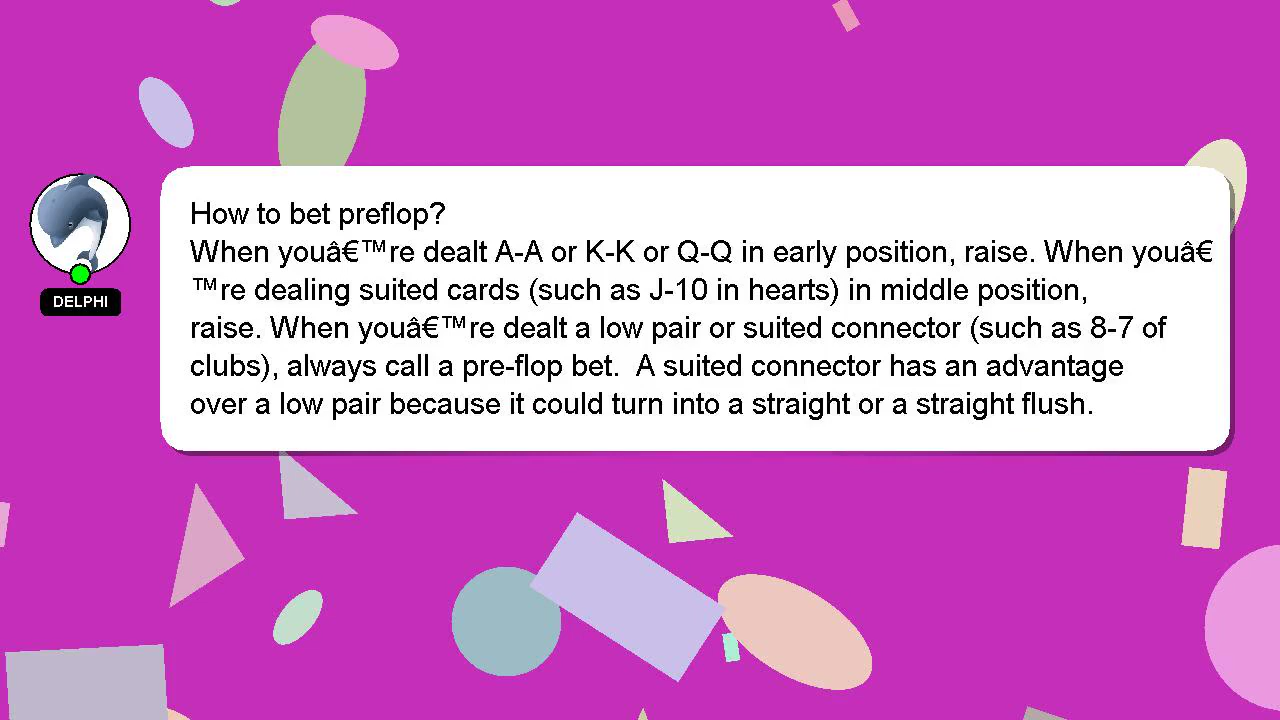 How to bet preflop?
When youâ€™re dealt A-A or K-K or Q-Q in early position, raise. When youâ€
™re dealing suited cards (such as J-10 in hearts) in middle position,
raise. When youâ€™re dealt a low pair or suited connector (such as 8-7 of
clubs), always call a pre-flop bet.  A suited connector has an advantage
over a low pair because it could turn into a straight or a straight flush.
DELPHI